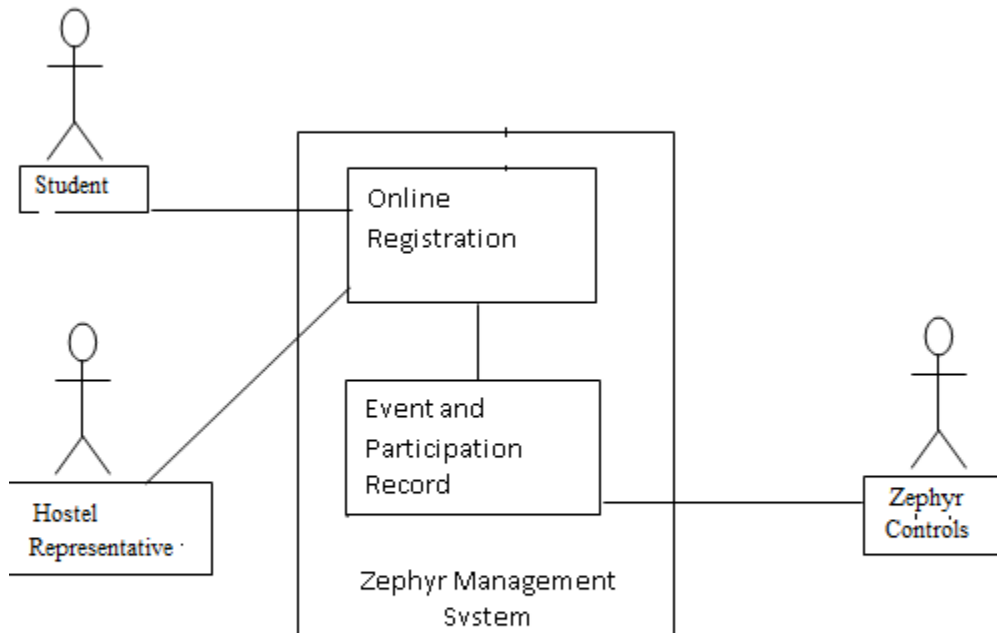 Student
Online
Registration
Hostel
Representative
Event and
Participation
Record
Zephyr
Controls
Zephyr Management
System